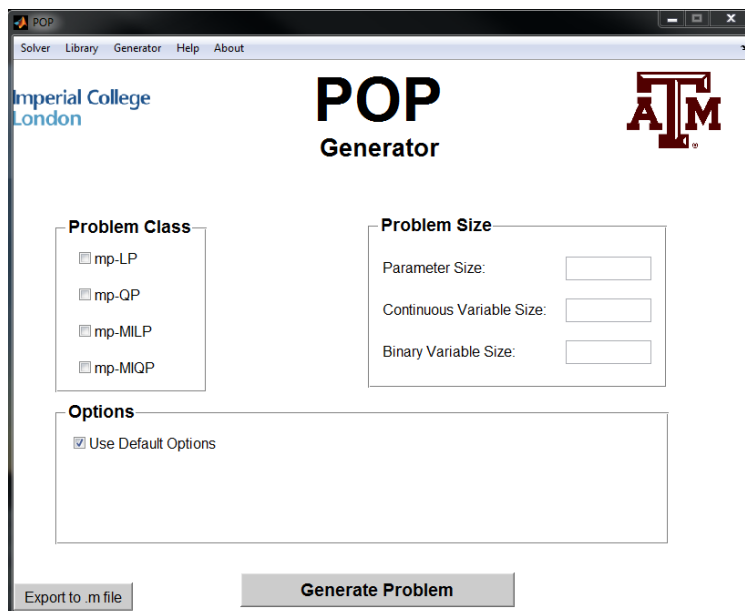 POP
Solver Library Generator Help About
Imperial College
London
POP
Generator
ATM
®
Problem Class
mp-LP
mp-QP
mp-MILP
mp-MIQP
Problem Size
Parameter Size:
Continuous Variable Size:
Binary Variable Size:
Options
Use Default Options
Export to .m file
Generate Problem